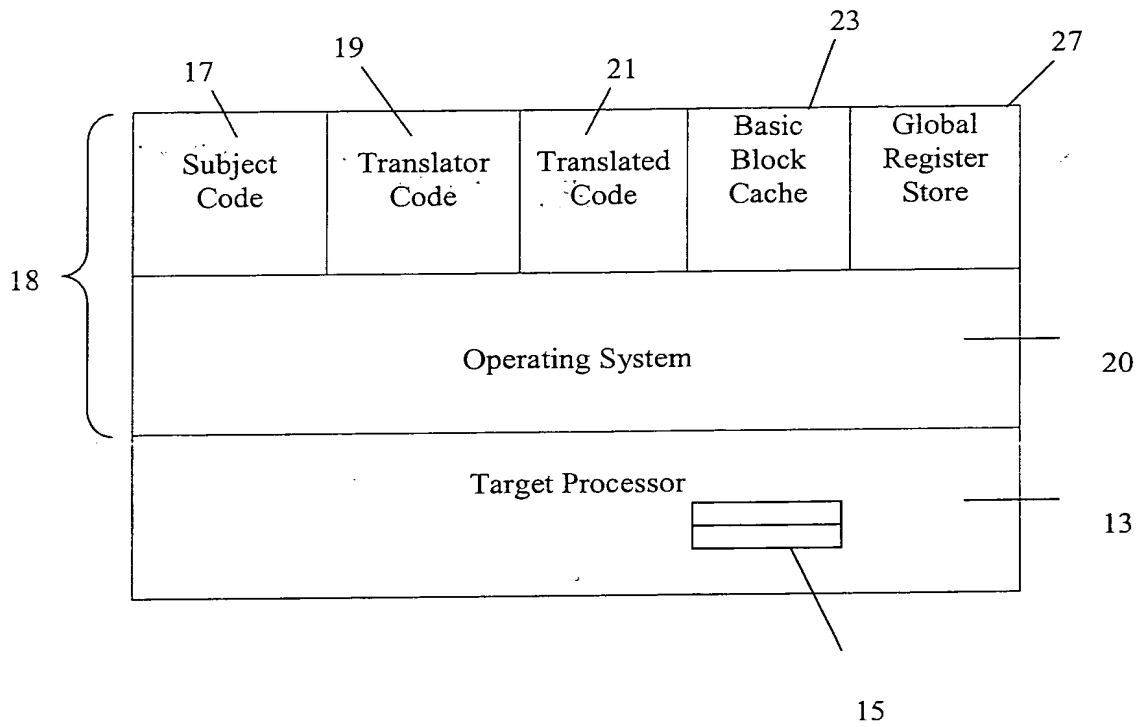 23
27
19
17
21
Subject
Code
Translator
Code
Translated
Code
Basic
Block
Cache
Global
Register
Store
18
Operating System
20
Target Processor
13
15